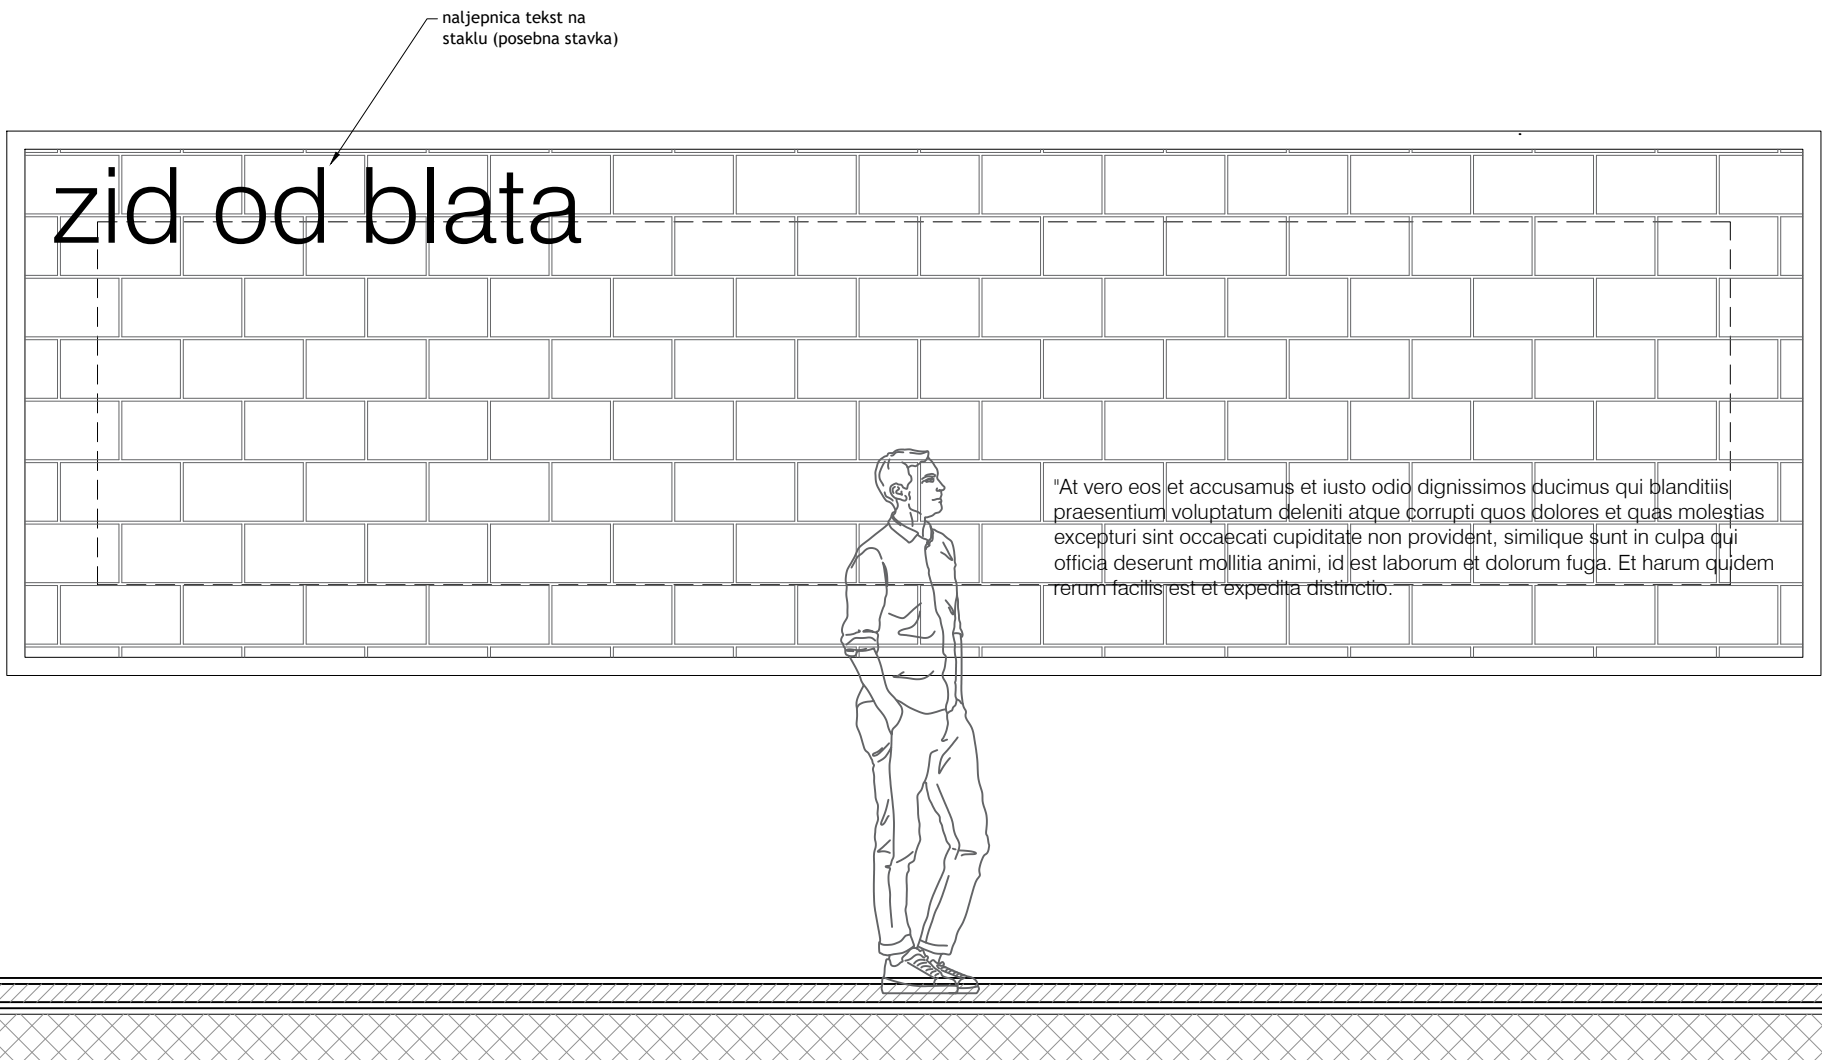 naljepnica tekst na
staklu (posebna stavka)
zid od blata
"At vero eos et accusamus et iusto odio dignissimos ducimus qui blanditiis
praesentium voluptatum deleniti atque corrupti quos dolores et quas molestias
excepturi sint occaecati cupiditate non provident, similique sunt in culpa qui
officia deserunt mollitia animi, id est laborum et dolorum fuga. Et harum quidem
rerum facilis est et expedita distinctio.